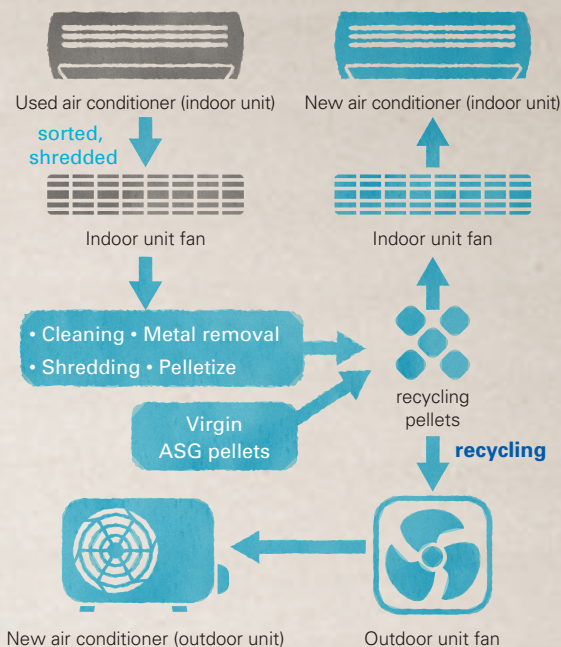 Used air conditioner (indoor unit)
New air conditioner (indoor unit)
sorted,
shredded
Indoor unit fan
Indoor unit fan
• Cleaning • Metal removal
• Shredding • Pelletize
recycling
pellets
Virgin
ASG pellets
recycling
New air conditioner (outdoor unit)
Outdoor unit fan